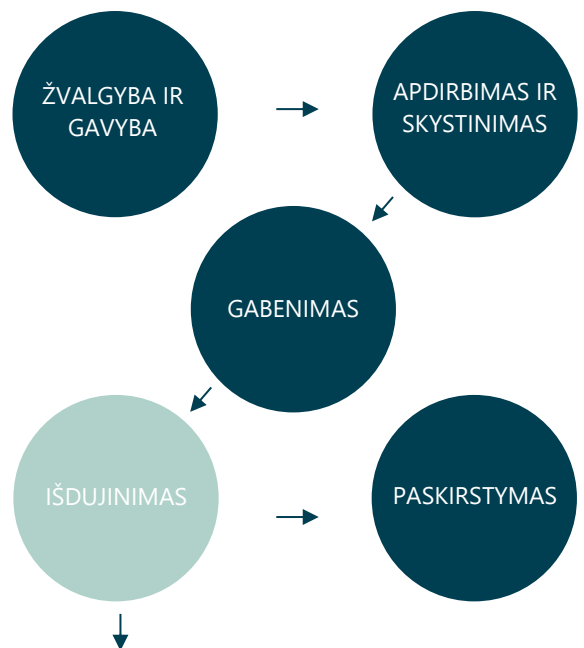 ŽVALGYBA IR
GAVYBA
APDIRBIMAS IR
SKYSTINIMAS
GABENIMAS
IŠDUJINIMAS
PASKIRSTYMAS